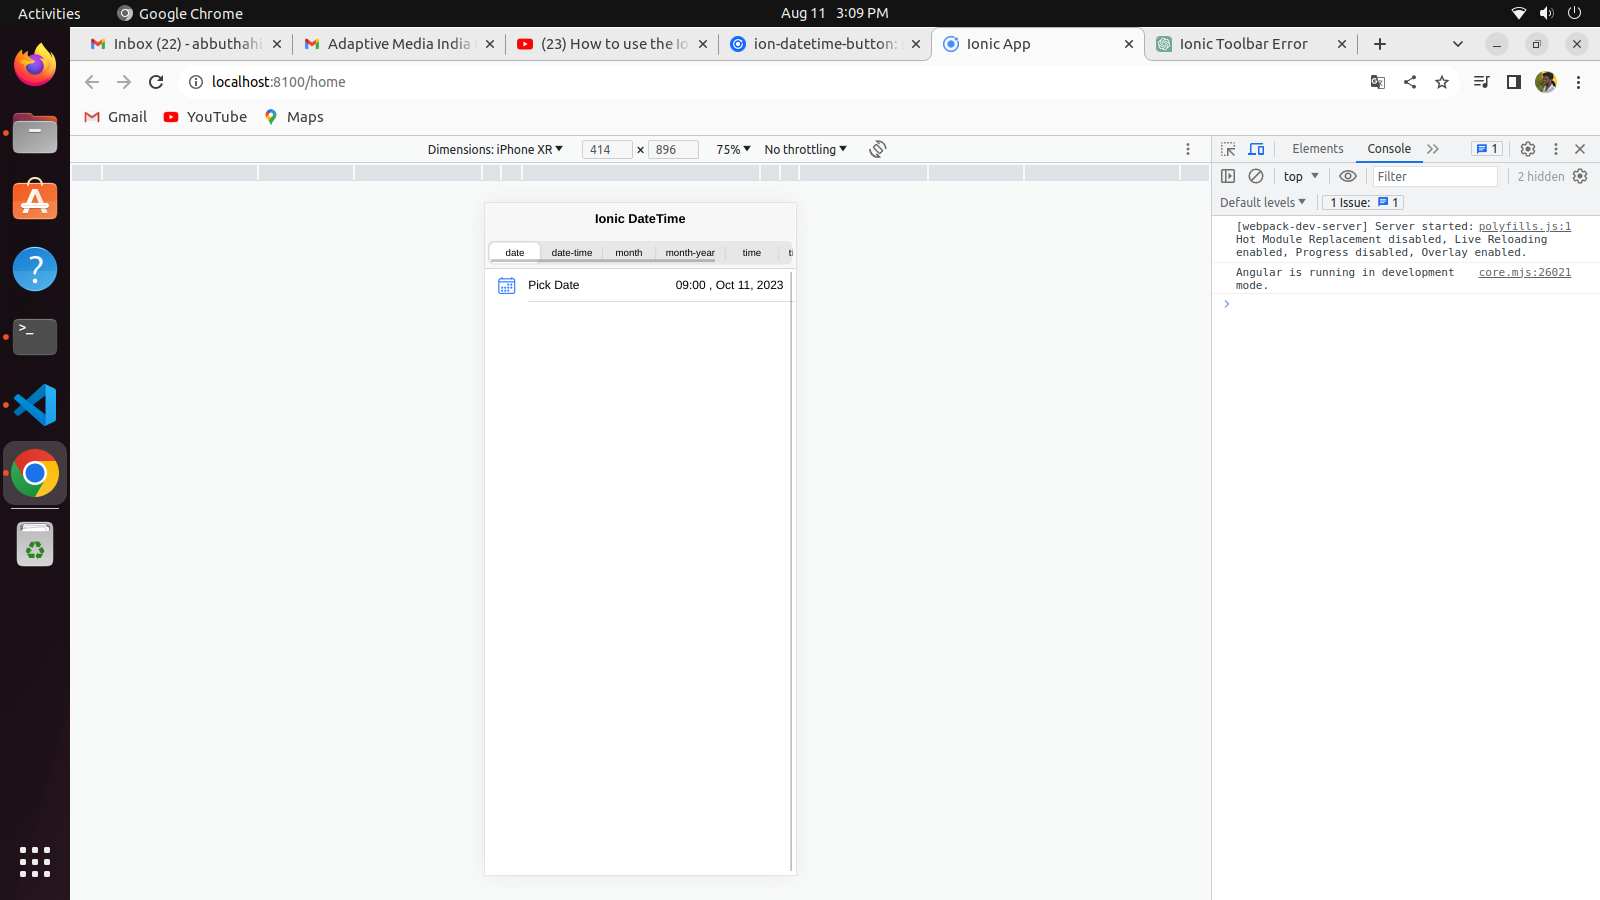 Activities
Google Chrome
Aug 11 3:09 PM
Inbox (22) - abbuthahi
Adaptive Media India
(23) How to use the Io
ion-datetime-button:
Ionic App
Ionic Toolbar Error
localhost:8100/home
Gmail
YouTube
Maps
Dimensions: iPhone XR
414 × 896
75%
No throttling
Elements
Console
1
top
Filter
2 hidden
Default levels
1 Issue: 1
Ionic DateTime
date
date-time
month
month-year
time
ti
Pick Date
09:00 , Oct 11, 2023
[webpack-dev-server] Server started: polyfills.js:1
Hot Module Replacement disabled, Live Reloading
enabled, Progress disabled, Overlay enabled.
Angular is running in development core.mjs:26021
mode.